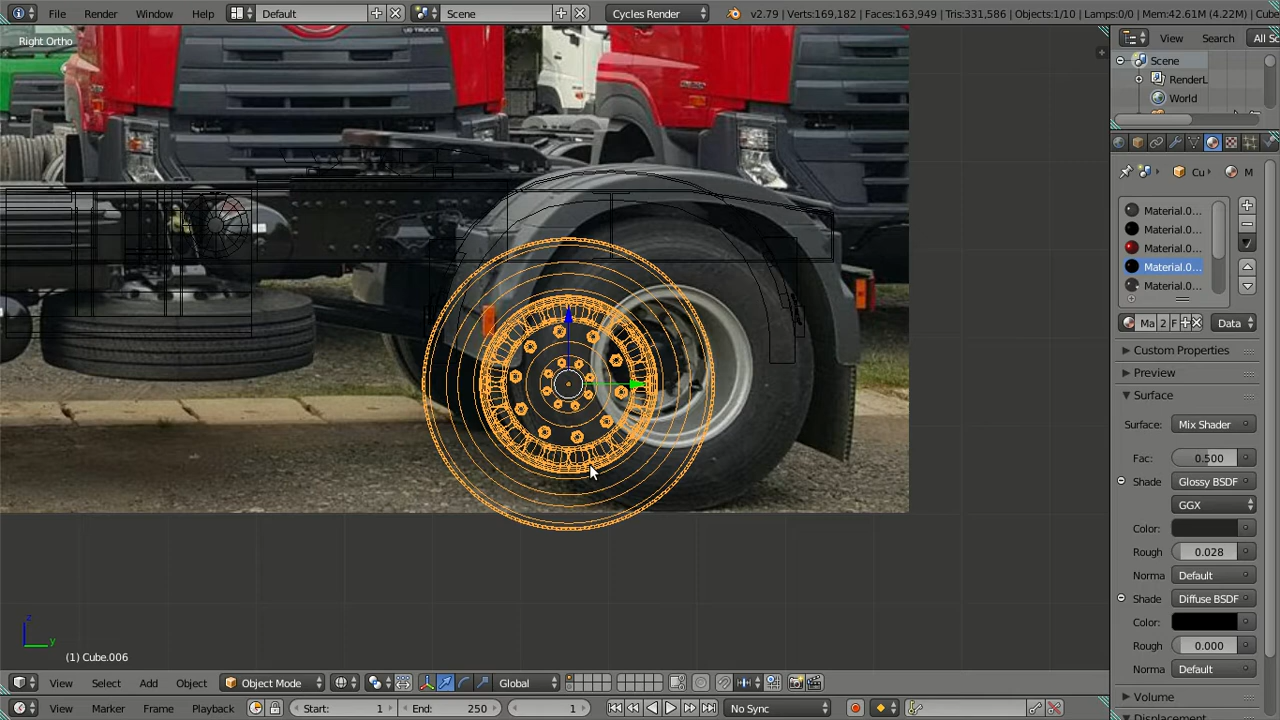 File Render Window Help Default Scene Cycles Render v2.79 | Verts:169,182 | Faces:163,949 | Tris:331,586 | Objects:1/10 | Lamps:0/0 | Mem:42.61M (4.22M) | Cube
Right Ortho
UD TRUCKS
View Search All Sc
Scene
RenderL
World
Cu M
Material.0...
Material.0...
Material.0...
Material.0...
Material.0...
Ma 2 F Data
Custom Properties
Preview
Surface
Surface: Mix Shader
Fac: 0.500
Shade Glossy BSDF
GGX
Color:
Rough 0.028
Norma Default
Shade Diffuse BSDF
Color:
Rough 0.000
Norma Default
Volume
Displacement
z
y
(1) Cube.006
View Select Add Object Object Mode Global
View Marker Frame Playback Start: 1 End: 250 1 No Sync